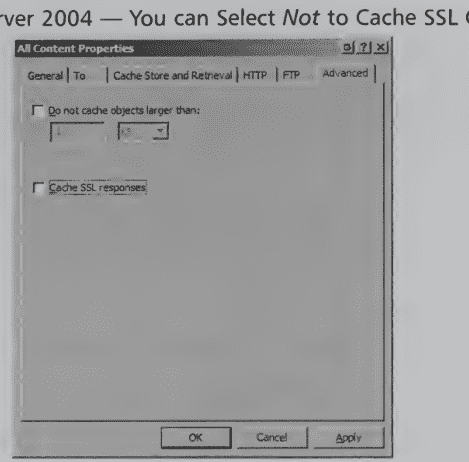 rver 2004 — You can Select Not to Cache SSL
All Content Properties
General To Cache Store and Retrieval HTTP FTP Advanced
Do not cache objects larger than:
Cache SSL responses
OK Cancel Apply